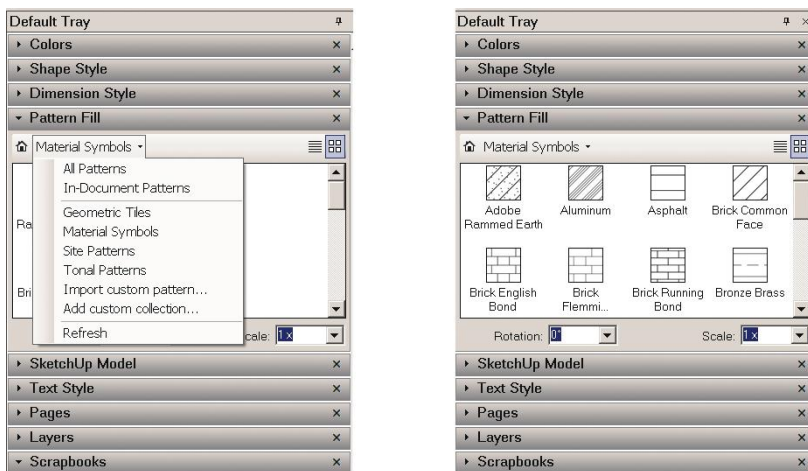 Default Tray
Colors
Shape Style
Dimension Style
Pattern Fill
Material Symbols
All Patterns
In-Document Patterns
Geometric Tiles
Material Symbols
Site Patterns
Tonal Patterns
Import custom pattern...
Add custom collection...
Refresh
Ra
Bri
cale: 1 x
SketchUp Model
Text Style
Pages
Layers
Scrapbooks
Default Tray
Colors
Shape Style
Dimension Style
Pattern Fill
Material Symbols
Adobe Aluminum Asphalt Brick Common
Rammed Earth Face
Brick English Brick Brick Running Bronze Brass
Bond Flemmi... Bond
Rotation: 0° Scale: 1 x
SketchUp Model
Text Style
Pages
Layers
Scrapbooks